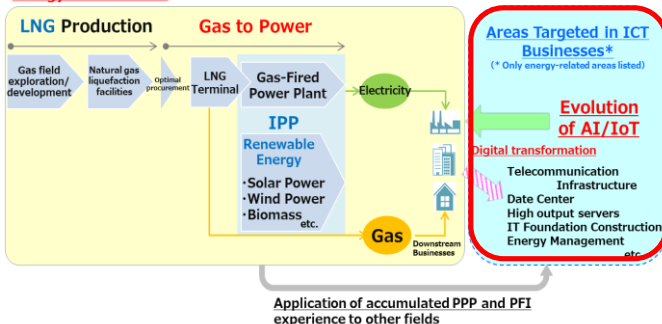 LNG Production
Gas to Power
Gas field
exploration/
development
Natural gas
liquefaction
facilities
Optimal
procurement
LNG
Terminal
Gas-Fired
Power Plant
Electricity
IPP
Renewable
Energy
・Solar Power
・Wind Power
・Biomass
etc.
Gas
Downstream
Businesses
Areas Targeted in ICT
Businesses*
(* Only energy-related areas listed)
Evolution
of AI/IoT
Digital transformation
Telecommunication
Infrastructure
Date Center
High output servers
IT Foundation Construction
Energy Management
etc
Application of accumulated PPP and PFI
experience to other fields